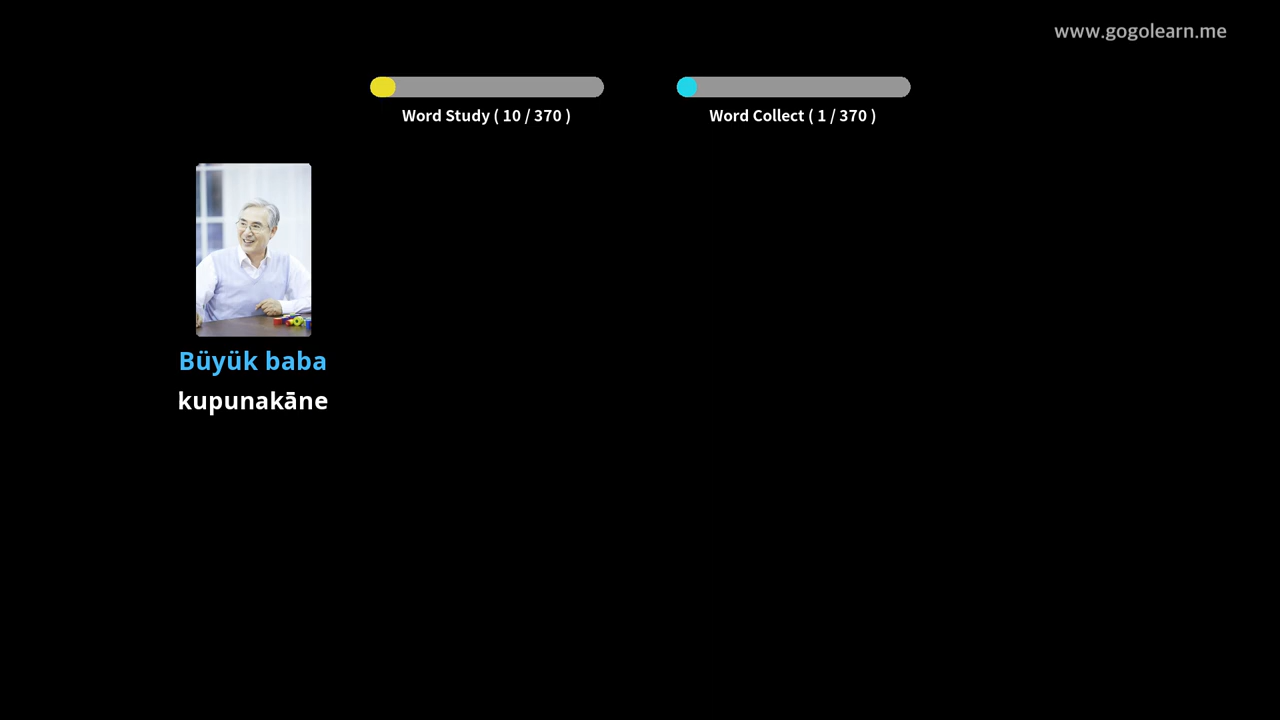 www.gogolearn.me
Word Study ( 10 / 370 )
Word Collect ( 1 / 370 )
Büyük baba
kupunakāne